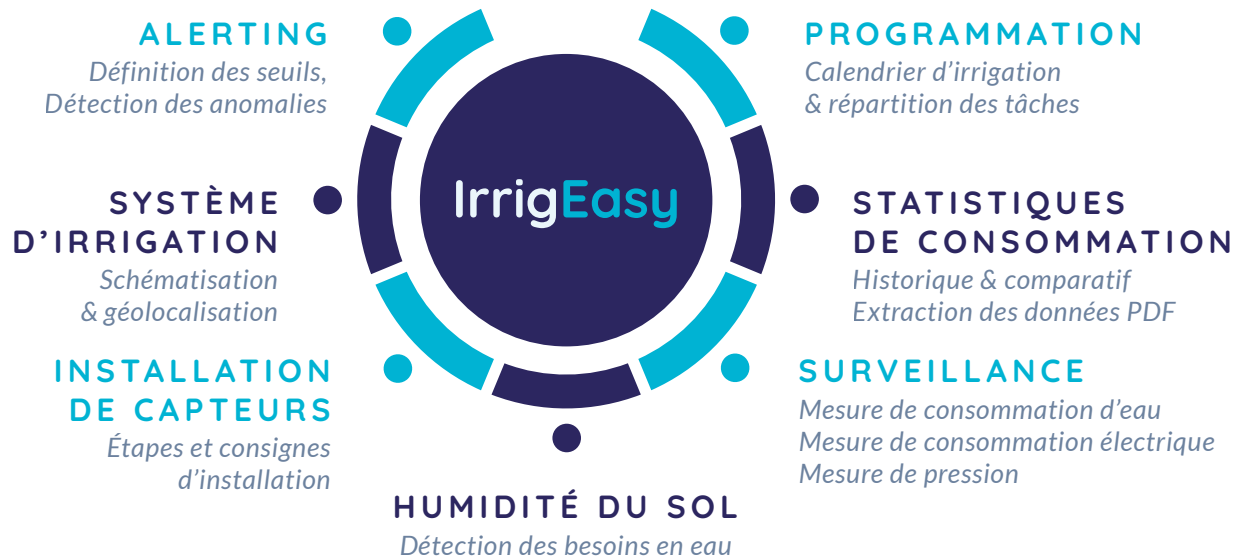 ALERTING
Définition des seuils,
Détection des anomalies
PROGRAMMATION
Calendrier d’irrigation
& répartition des tâches
IrrigEasy
SYSTÈME
D’IRRIGATION
Schématisation
& géolocalisation
STATISTIQUES
DE CONSOMMATION
Historique & comparatif
Extraction des données PDF
INSTALLATION
DE CAPTEURS
Étapes et consignes
d’installation
SURVEILLANCE
Mesure de consommation d’eau
Mesure de consommation électrique
Mesure de pression
HUMIDITÉ DU SOL
Détection des besoins en eau